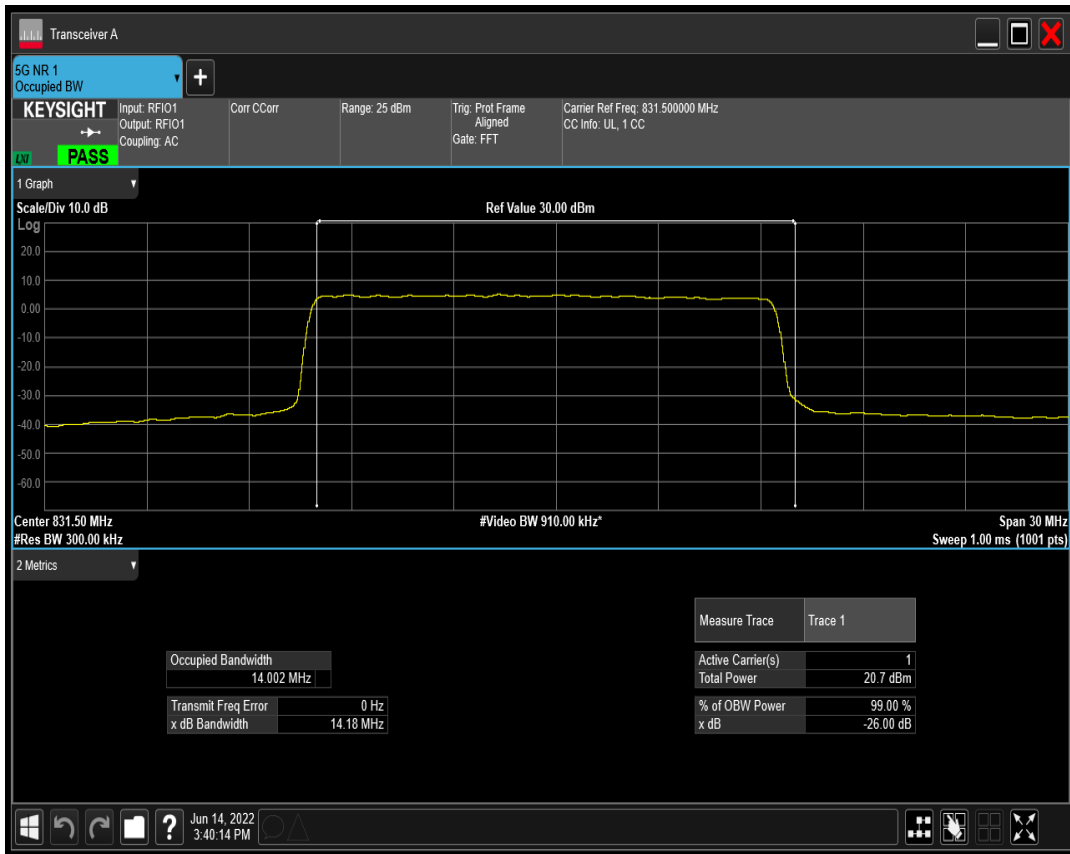 Transceiver A
5G NR 1
Occupied BW
+
KEYSIGHT
LXI
PASS
Input: RFIO1
Output: RFIO1
Coupling: AC
Corr CCorr
Range: 25 dBm
Trig: Prot Frame
Aligned
Gate: FFT
Carrier Ref Freq: 831.500000 MHz
CC Info: UL, 1 CC
1 Graph
Scale/Div 10.0 dB
Ref Value 30.00 dBm
Log
20.0
10.0
0.00
-10.0
-20.0
-30.0
-40.0
-50.0
-60.0
Center 831.50 MHz
#Video BW 910.00 kHz*
Span 30 MHz
#Res BW 300.00 kHz
Sweep 1.00 ms (1001 pts)
2 Metrics
Measure Trace Trace 1
Occupied Bandwidth
14.002 MHz
Active Carrier(s) 1
Total Power 20.7 dBm
Transmit Freq Error 0 Hz
x dB Bandwidth 14.18 MHz
% of OBW Power 99.00 %
x dB -26.00 dB
?
Jun 14, 2022
3:40:14 PM